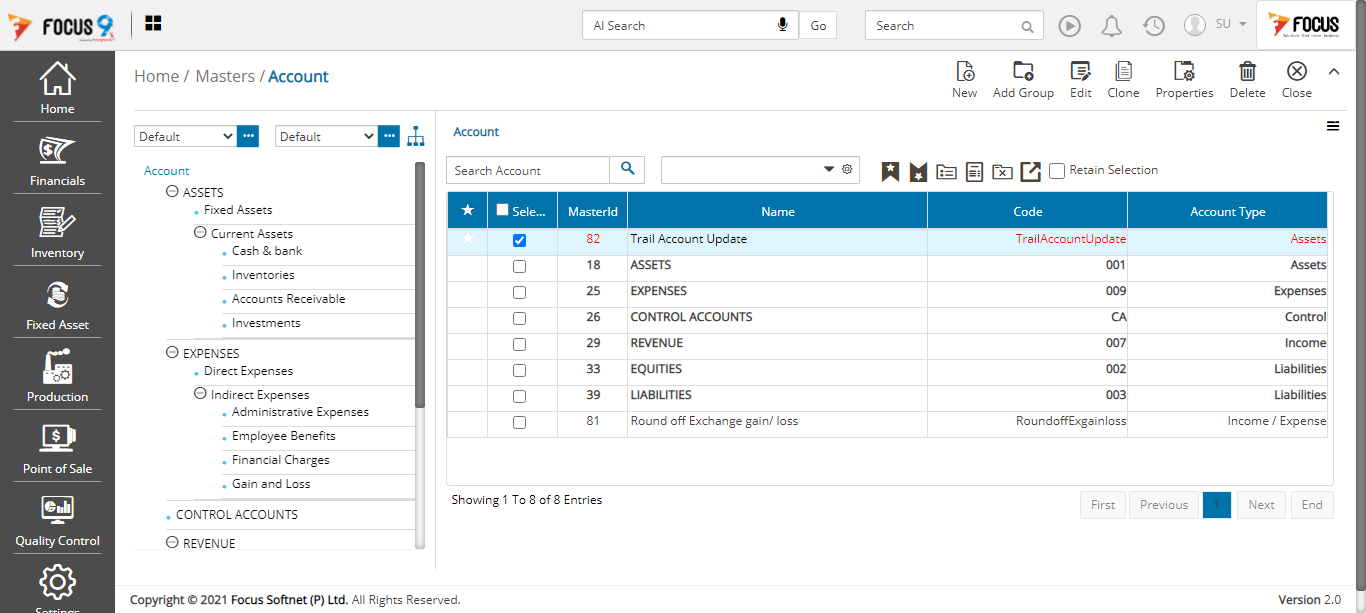 FOCUS 9
AI Search
Go
Search
SU
FOCUS
Home
Financials
Inventory
Fixed Asset
Production
Point of Sale
Quality Control
Settings
Home / Masters / Account
New
Add Group
Edit
Clone
Properties
Delete
Close
Default
Default
Account
ASSETS
Fixed Assets
Current Assets
Cash & bank
Inventories
Accounts Receivable
Investments
EXPENSES
Direct Expenses
Indirect Expenses
Administrative Expenses
Employee Benefits
Financial Charges
Gain and Loss
CONTROL ACCOUNTS
REVENUE
Account
Search Account
Retain Selection
Sele... MasterId Name Code Account Type
82 Trail Account Update TrailAccountUpdate Assets
18 ASSETS 001 Assets
25 EXPENSES 009 Expenses
26 CONTROL ACCOUNTS CA Control
29 REVENUE 007 Income
33 EQUITIES 002 Liabilities
39 LIABILITIES 003 Liabilities
81 Round off Exchange gain/ loss RoundoffExgainloss Income / Expense
Showing 1 To 8 of 8 Entries
First Previous 1 Next End
Copyright © 2021 Focus Softnet (P) Ltd. All Rights Reserved.
Version 2.0